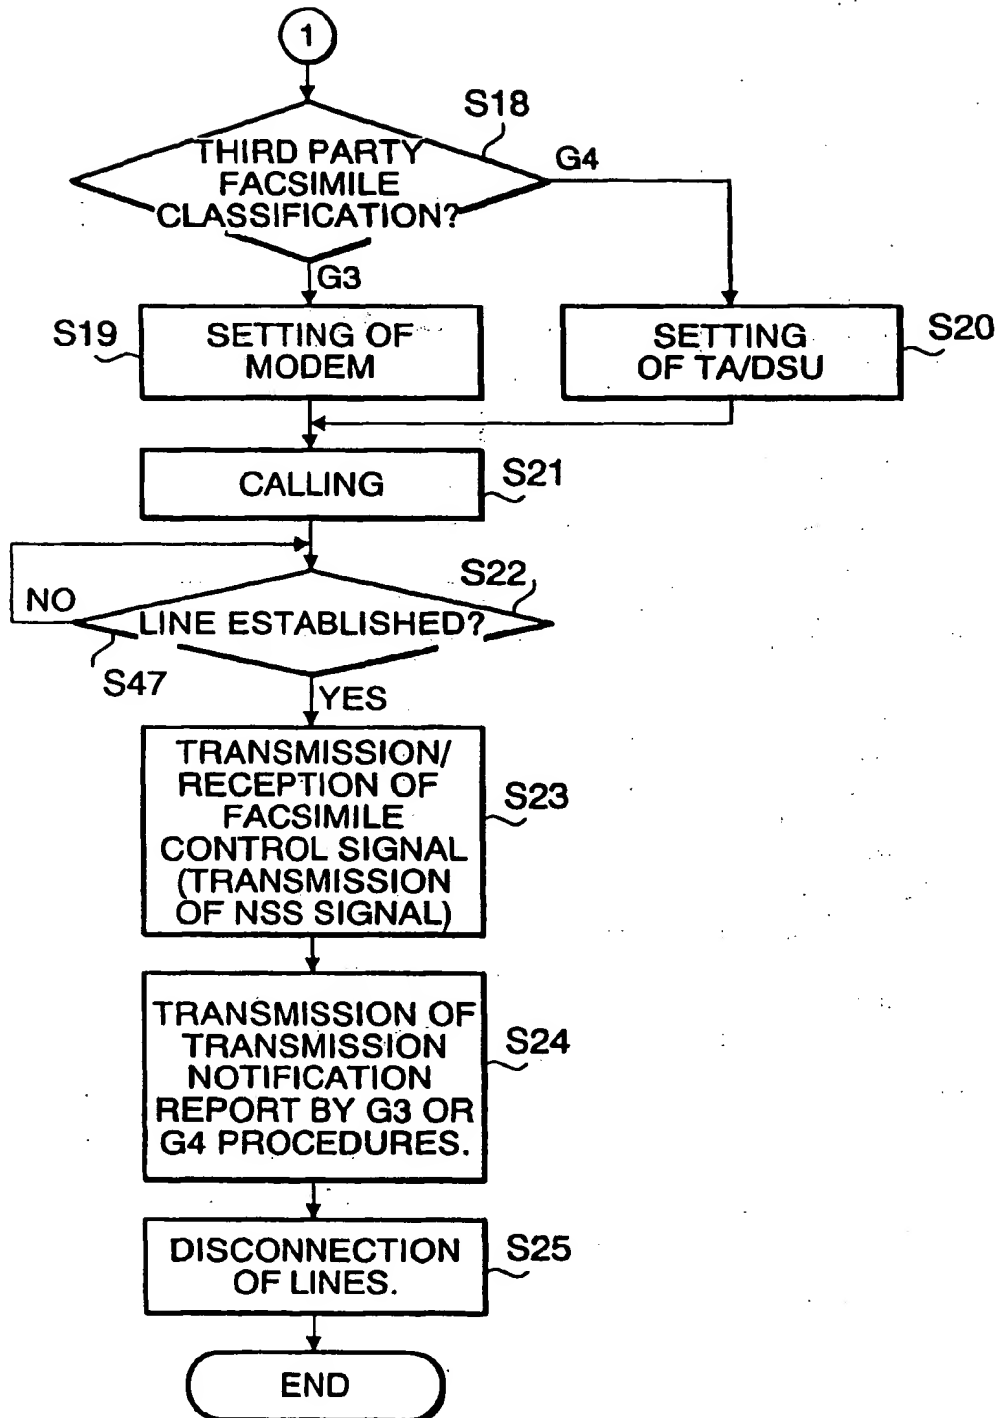 1
S18
THIRD PARTY
FACSIMILE
CLASSIFICATION?
G4
G3
S19
SETTING OF
MODEM
SETTING
OF TA/DSU
S20
CALLING
S21
NO
S22
LINE ESTABLISHED?
S47
YES
TRANSMISSION/
RECEPTION OF
FACSIMILE
CONTROL SIGNAL
(TRANSMISSION
OF NSS SIGNAL)
S23
TRANSMISSION OF
TRANSMISSION
NOTIFICATION
REPORT BY G3 OR
G4 PROCEDURES.
S24
DISCONNECTION
OF LINES.
S25
END